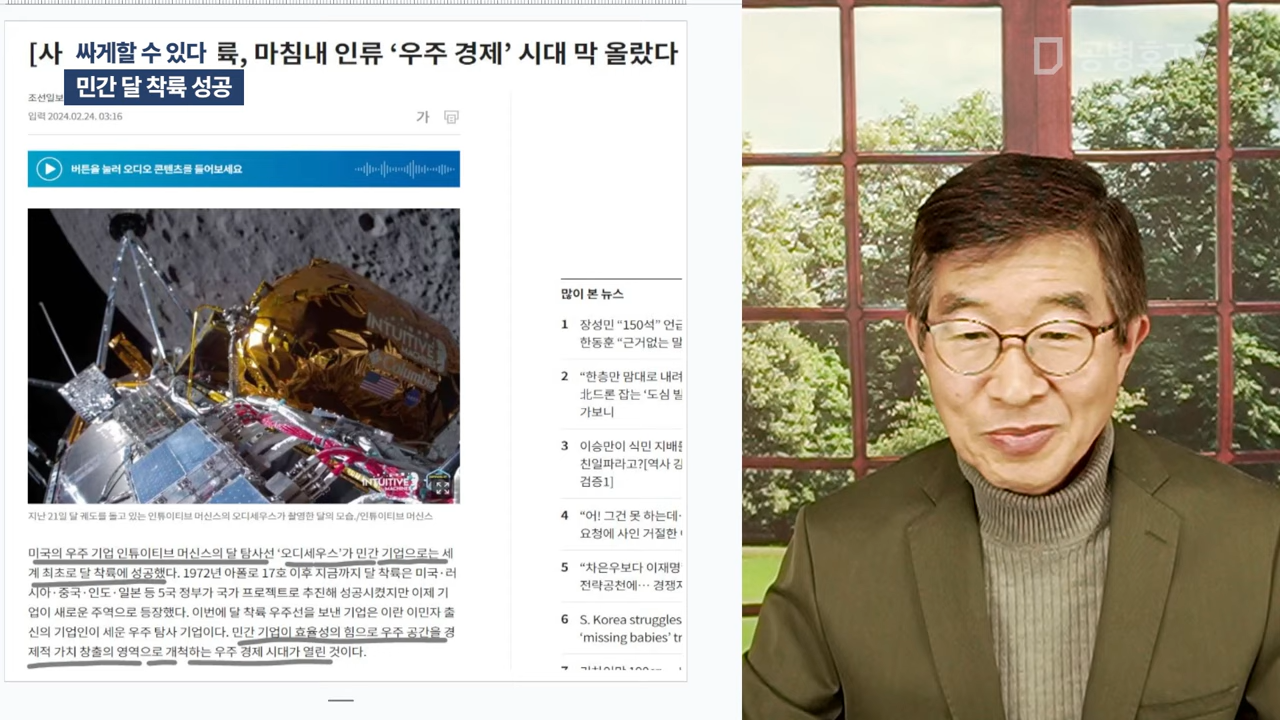 [사
싸게할 수 있다
륙, 마침내 인류 ‘우주 경제’ 시대 막 올랐다
민간 달 착륙 성공
조선일보
입력 2024.02.24. 03:16
가
버튼을 눌러 오디오 콘텐츠를 들어보세요
INTUITIVE
MACHINES
Columbia
INTUITIVE
MACHINES
지난 21일 달 궤도를 돌고 있는 인튜이티브 머신스의 오디세우스가 촬영한 달의 모습./인튜이티브 머신스
미국의 우주 기업 인튜이티브 머신스의 달 탐사선 ‘오디세우스’가 민간 기업으로는 세
계 최초로 달 착륙에 성공했다. 1972년 아폴로 17호 이후 지금까지 달 착륙은 미국·러
시아·중국·인도·일본 등 5국 정부가 국가 프로젝트로 추진해 성공시켰지만 이제 기
업이 새로운 주역으로 등장했다. 이번에 달 착륙 우주선을 보낸 기업은 이란 이민자 출
신의 기업인이 세운 우주 탐사 기업이다. 민간 기업이 효율성의 힘으로 우주 공간을 경
제적 가치 창출의 영역으로 개척하는 우주 경제 시대가 열린 것이다.
많이 본 뉴스
1 장성민 “150석” 언급
한동훈 “근거없는 말
2 “한층만 맘대로 내려
北드론 잡는 ‘도심 빌
가보니
3 이승만이 식민 지배를
친일파라고?[역사 강
검증1]
4 “어! 그건 못 하는데·
요청에 사인 거절한
5 “차은우보다 이재명
전략공천에… 경쟁자
6 S. Korea struggles
‘missing babies’ tr
공병호TV